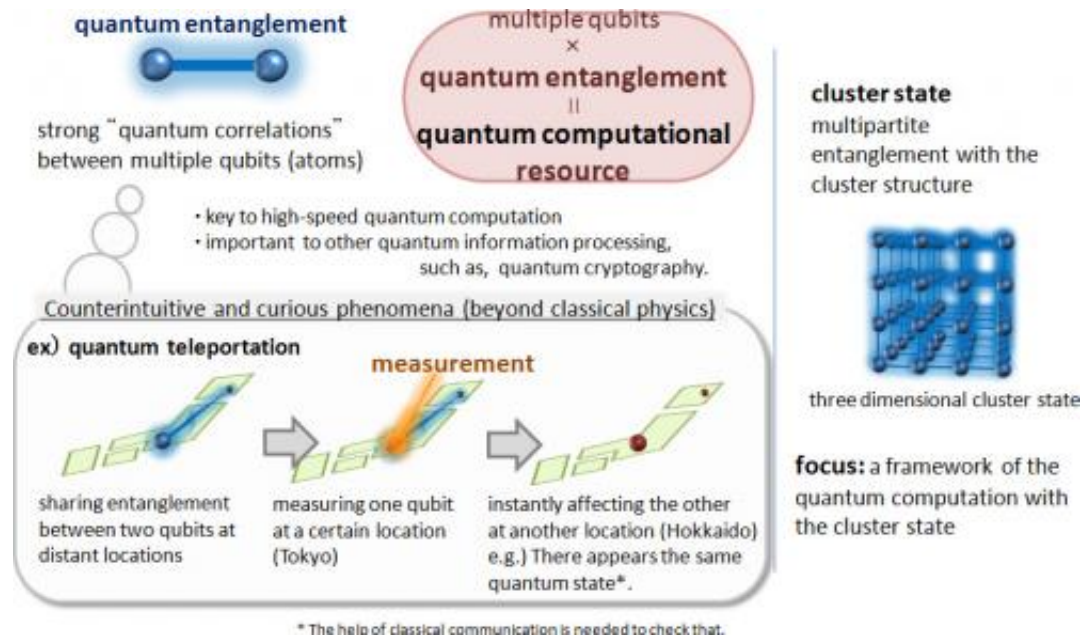 quantum entanglement
strong “quantum correlations”
between multiple qubits (atoms)
multiple qubits
×
quantum entanglement
=
quantum computational
resource
・key to high-speed quantum computation
・important to other quantum information processing,
such as, quantum cryptography.
Counterintuitive and curious phenomena (beyond classical physics)
ex) quantum teleportation
measurement
sharing entanglement
between two qubits at
distant locations
measuring one qubit
at a certain location
(Tokyo)
instantly affecting the other
at another location (Hokkaido)
e.g.) There appears the same
quantum state*.
* The help of classical communication is needed to check that.
cluster state
multipartite
entanglement with the
cluster structure
three dimensional cluster state
focus: a framework of the
quantum computation with
the cluster state